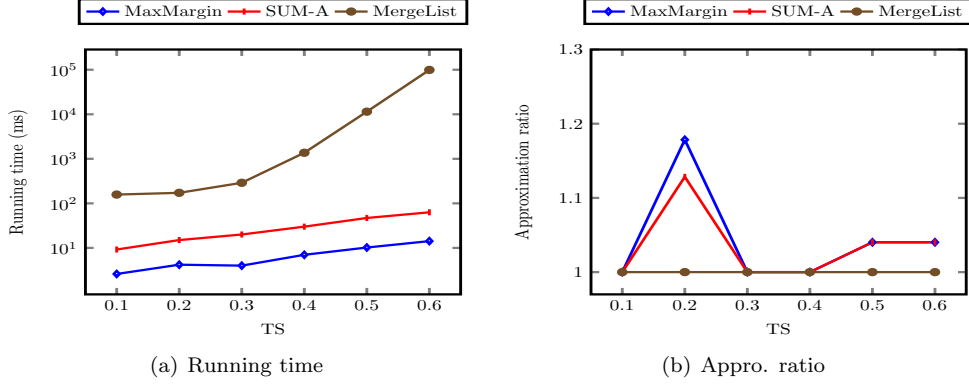 MaxMargin SUM-A MergeList
Running time (ms)
10^5
10^4
10^3
10^2
10^1
0.1 0.2 0.3 0.4 0.5 0.6
TS
(a) Running time
MaxMargin SUM-A MergeList
Approximation ratio
1.3
1.2
1.1
1
0.1 0.2 0.3 0.4 0.5 0.6
TS
(b) Appro. ratio